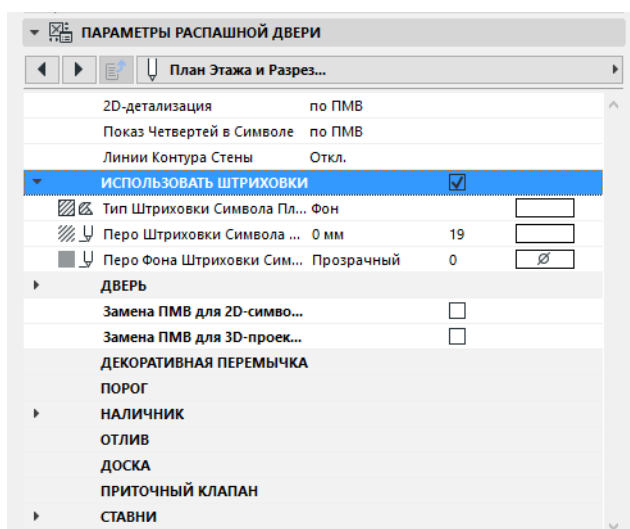 ПАРАМЕТРЫ РАСПАШНОЙ ДВЕРИ
План Этажа и Разрез...
2D-детализация по ПМВ
Показ Четвертей в Символе по ПМВ
Линии Контура Стены Откл.
ИСПОЛЬЗОВАТЬ ШТРИХОВКИ
Тип Штриховки Символа Пл... Фон
Перо Штриховки Символа ... 0 мм 19
Перо Фона Штриховки Сим... Прозрачный 0
ДВЕРЬ
Замена ПМВ для 2D-симво...
Замена ПМВ для 3D-проек...
ДЕКОРАТИВНАЯ ПЕРЕМЫЧКА
ПОРОГ
НАЛИЧНИК
ОТЛИВ
ДОСКА
ПРИТОЧНЫЙ КЛАПАН
СТАВНИ